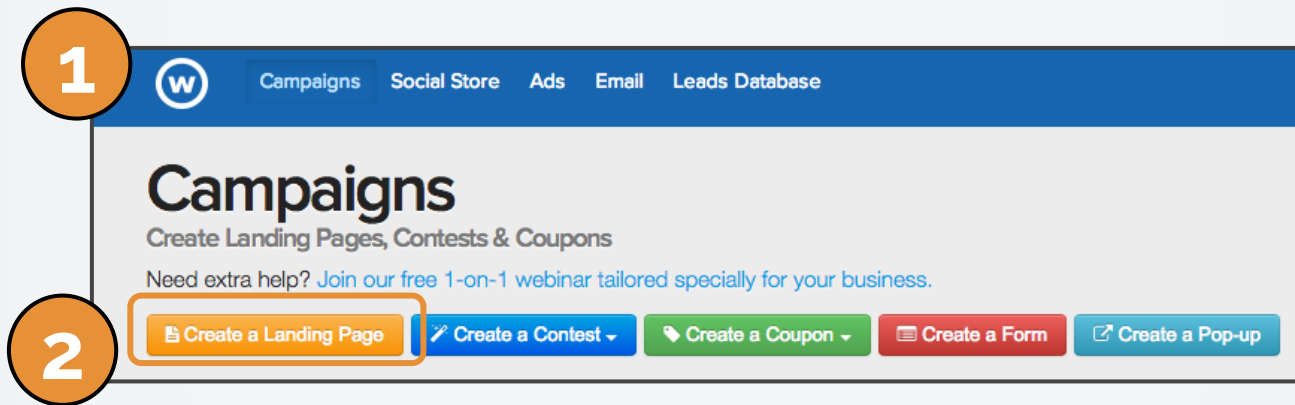 1
W Campaigns Social Store Ads Email Leads Database
Campaigns
Create Landing Pages, Contests & Coupons
Need extra help? Join our free 1-on-1 webinar tailored specially for your business.
2
Create a Landing Page Create a Contest Create a Coupon Create a Form Create a Pop-up